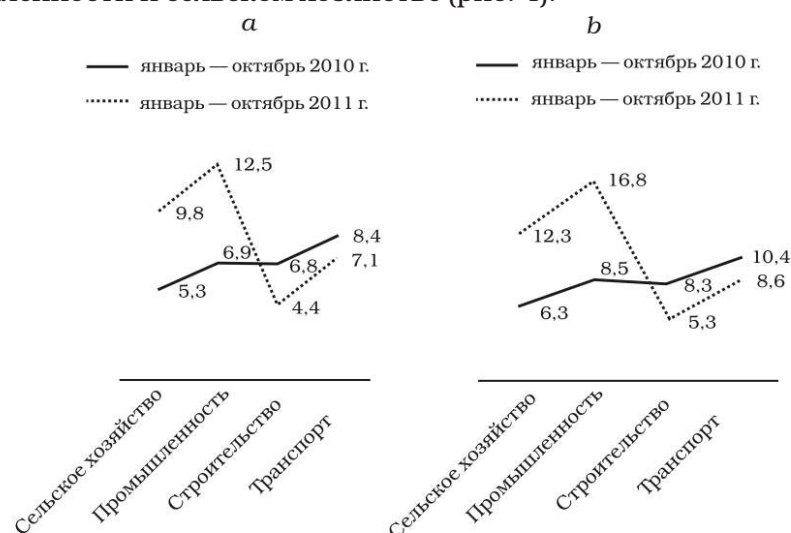 a
январь — октябрь 2010 г.
январь — октябрь 2011 г.
12,5
9,8
8,4
6,9
6,8
7,1
5,3
4,4
Сельское хозяйство
Промышленность
Строительство
Транспорт
b
январь — октябрь 2010 г.
январь — октябрь 2011 г.
16,8
12,3
10,4
8,5
8,3
8,6
6,3
5,3
Сельское хозяйство
Промышленность
Строительство
Транспорт